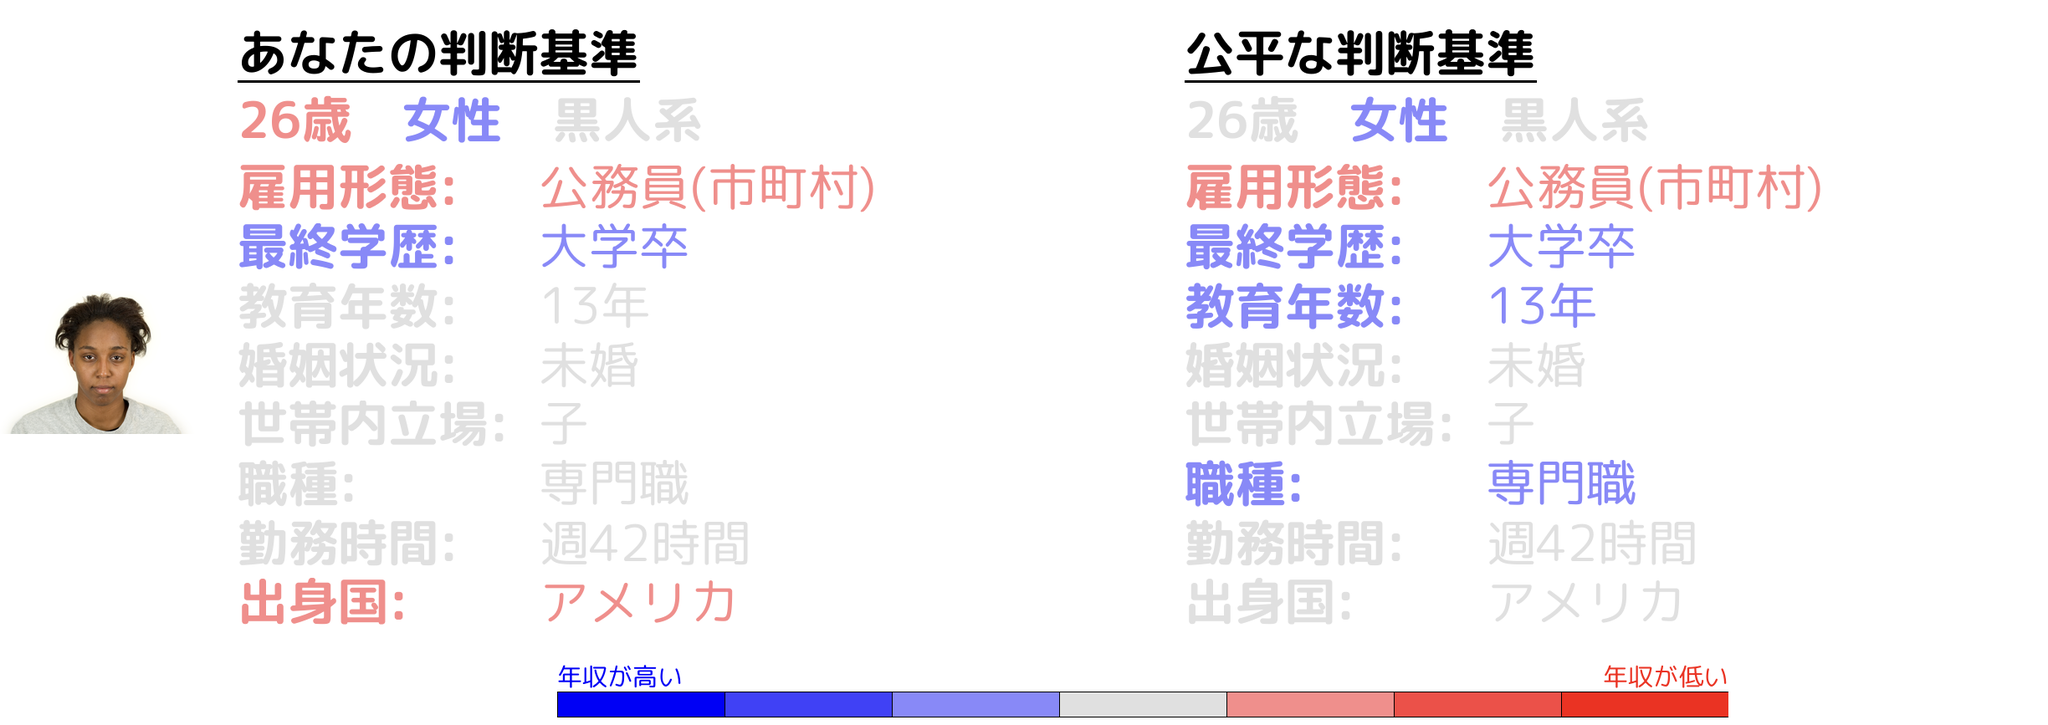 あなたの判断基準
26歳 女性 黒人系
雇用形態: 公務員(市町村)
最終学歴: 大学卒
教育年数: 13年
婚姻状況: 未婚
世帯内立場: 子
職種: 専門職
勤務時間: 週42時間
出身国: アメリカ
公平な判断基準
26歳 女性 黒人系
雇用形態: 公務員(市町村)
最終学歴: 大学卒
教育年数: 13年
婚姻状況: 未婚
世帯内立場: 子
職種: 専門職
勤務時間: 週42時間
出身国: アメリカ
年収が高い
年収が低い